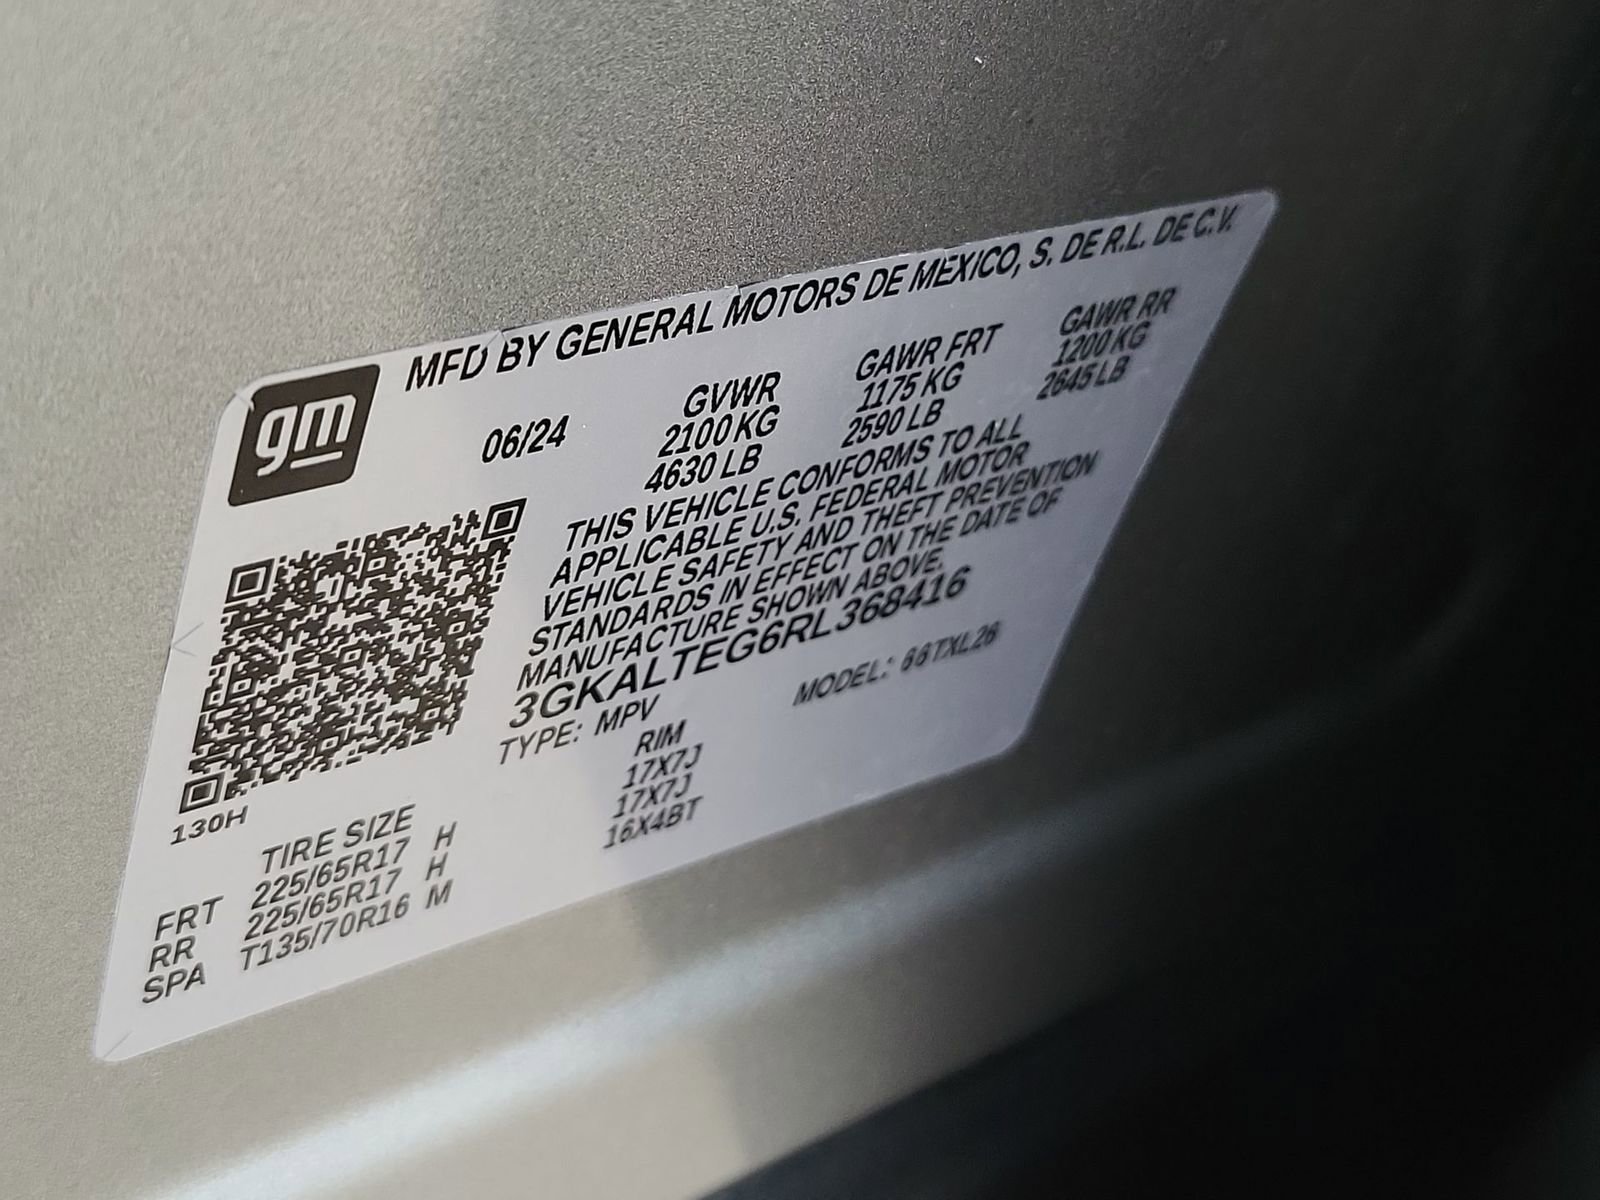 MFD BY GENERAL MOTORS DE MEXICO, S. DE R.L. DE C.V.
gm
06/24 GVWR GAWR FRT GAWR RR
2100 KG 1175 KG 1200 KG
4630 LB 2590 LB 2645 LB
THIS VEHICLE CONFORMS TO ALL
APPLICABLE U.S. FEDERAL MOTOR
VEHICLE SAFETY AND THEFT PREVENTION
STANDARDS IN EFFECT ON THE DATE OF
MANUFACTURE SHOWN ABOVE.
3GKALTEG6RL368416
TYPE: MPV MODEL: 66TXL26
130H
TIRE SIZE RIM
FRT 225/65R17 H 17X7J
RR 225/65R17 H 17X7J
SPA T135/70R16 M 16X4BT